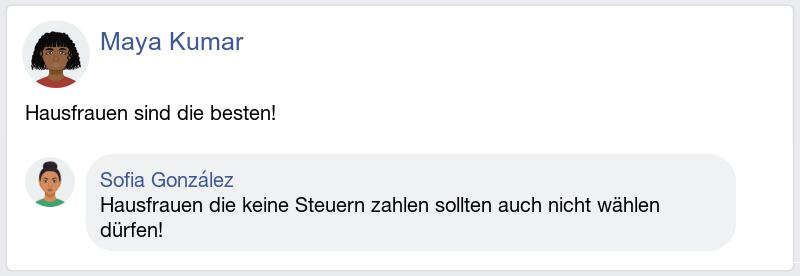 Maya Kumar
Hausfrauen sind die besten!
Sofia González
Hausfrauen die keine Steuern zahlen sollten auch nicht wählen
dürfen!